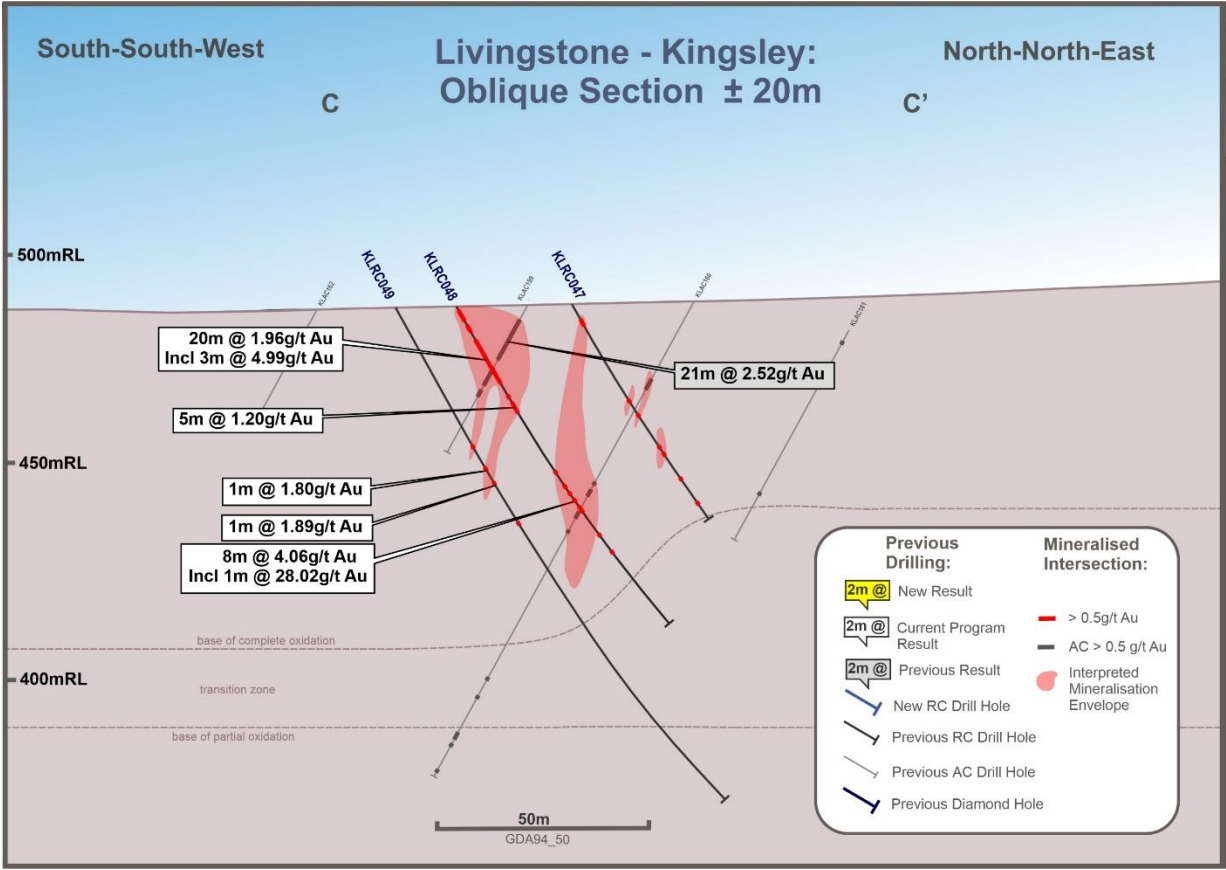 South-South-West
Livingstone - Kingsley:
Oblique Section ± 20m
North-North-East
C
C’
500mRL
KLAC162
KLRC049
KLRC048
KLAC159
KLRC047
KLAC160
KLAC161
20m @ 1.96g/t Au
Incl 3m @ 4.99g/t Au
21m @ 2.52g/t Au
5m @ 1.20g/t Au
450mRL
1m @ 1.80g/t Au
1m @ 1.89g/t Au
8m @ 4.06g/t Au
Incl 1m @ 28.02g/t Au
base of complete oxidation
400mRL
transition zone
base of partial oxidation
50m
GDA94_50
Previous
Drilling:
2m @ New Result
2m @ Current Program
Result
2m @ Previous Result
New RC Drill Hole
Previous RC Drill Hole
Previous AC Drill Hole
Previous Diamond Hole
Mineralised
Intersection:
> 0.5g/t Au
AC > 0.5 g/t Au
Interpreted
Mineralisation
Envelope